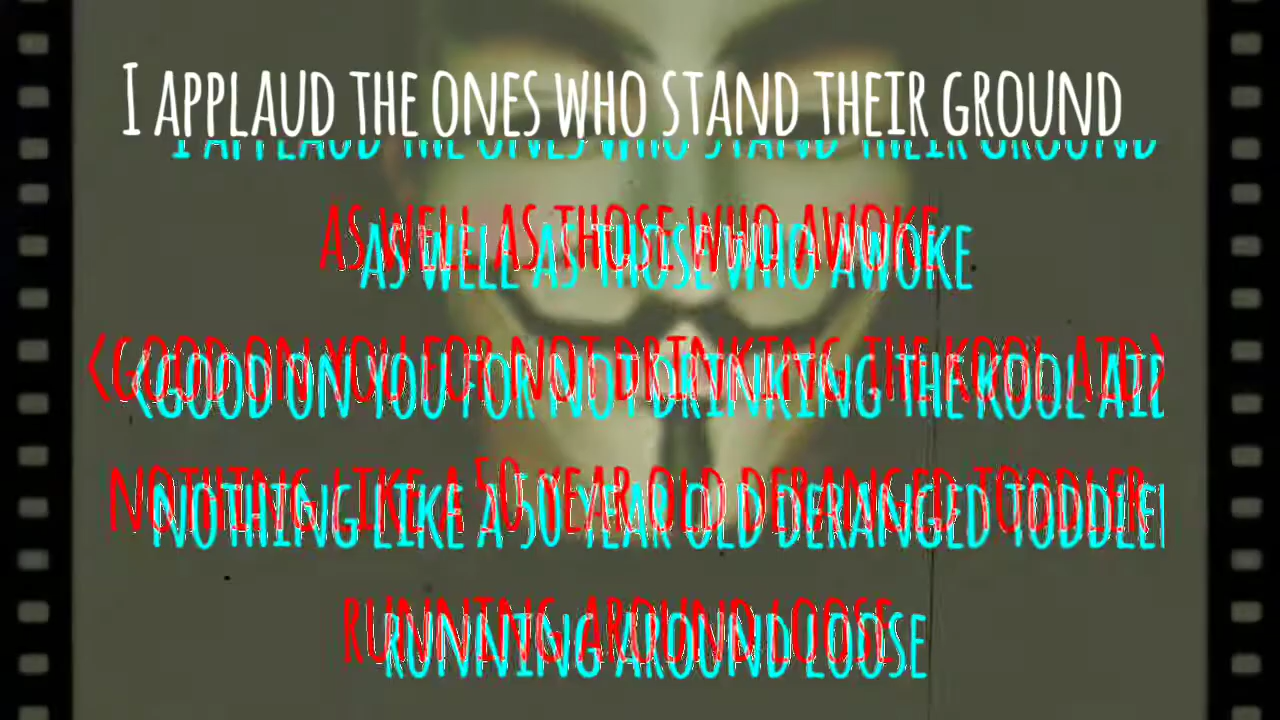 I APPLAUD THE ONES WHO STAND THEIR GROUND
AS WELL AS THOSE WHO AWOKE
<GOOD ON YOU FOR NOT DRINKING THE KOOL AID>
NOTHING LIKE A 50 YEAR OLD DERANGED TODDLER
RUNNING AROUND LOOSE